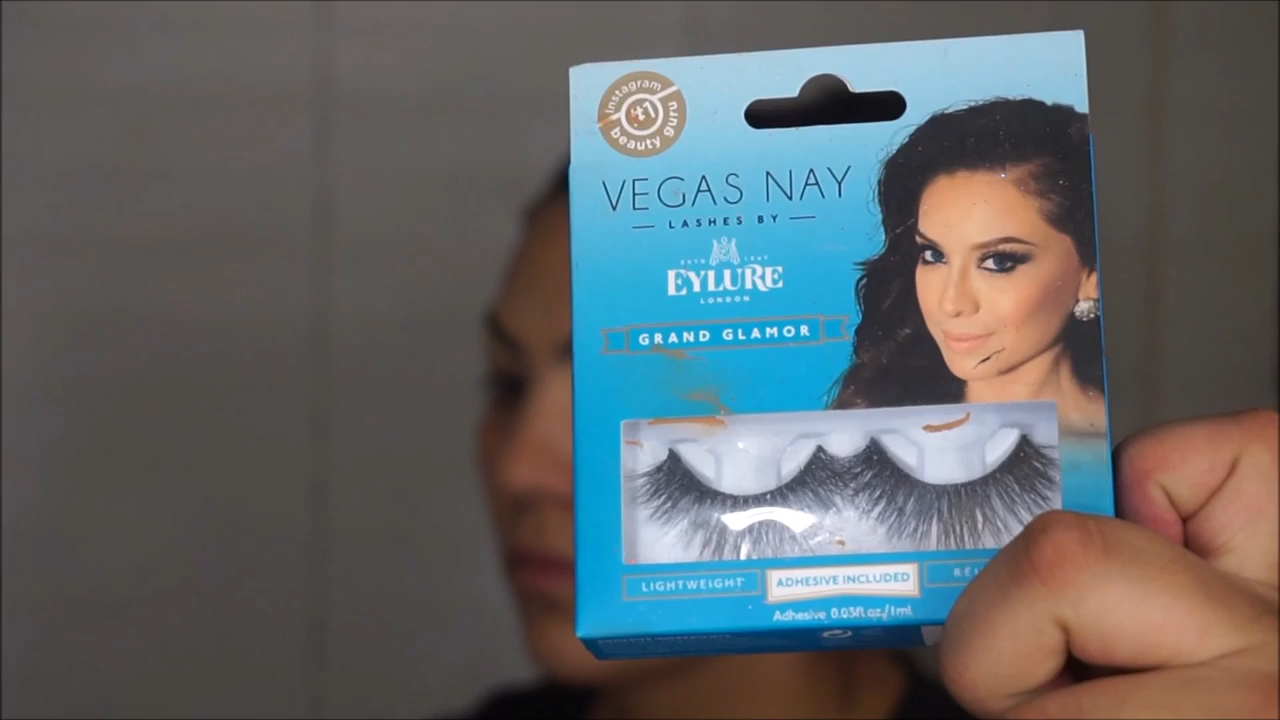 Instagram
#1
beauty guru
VEGAS NAY
LASHES BY
EYLURE
LONDON
GRAND GLAMOR
LIGHTWEIGHT
ADHESIVE INCLUDED
Adhesive 0.03fl oz/1ml